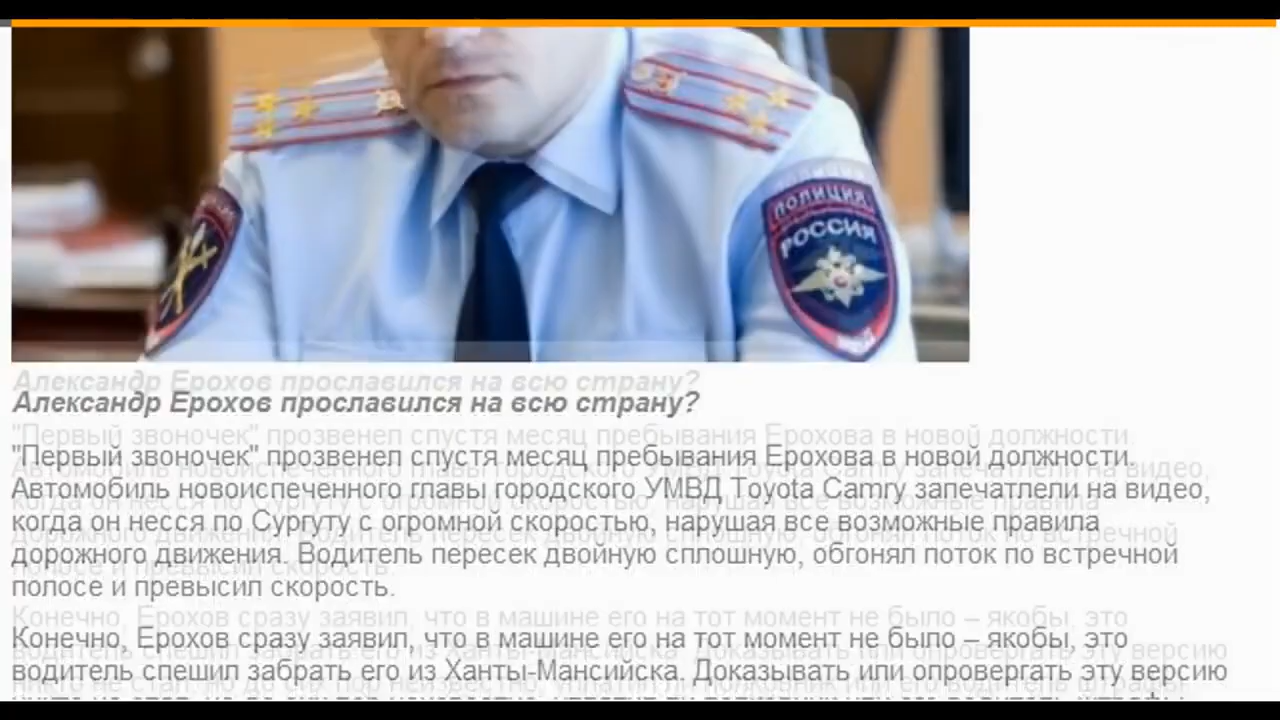 ПОЛИЦИЯ
РОССИЯ
МВД
Александр Ерохов прославился на всю страну?
"Первый звоночек" прозвенел спустя месяц пребывания Ерохова в новой должности.
Автомобиль новоиспеченного главы городского УМВД Toyota Camry запечатлели на видео,
когда он несся по Сургуту с огромной скоростью, нарушая все возможные правила
дорожного движения. Водитель пересек двойную сплошную, обгонял поток по встречной
полосе и превысил скорость.
Конечно, Ерохов сразу заявил, что в машине его на тот момент не было – якобы, это
водитель спешил забрать его из Ханты-Мансийска. Доказывать или опровергать эту версию